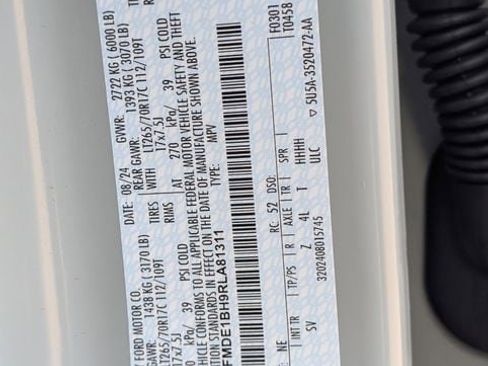 Y FORD MOTOR CO.
DATE: 08/24 GVWR: 2722 KG ( 6000 LB)
GAWR: 1438 KG ( 3170 LB) REAR GAWR: 1393 KG ( 3070 LB)
LT265/70R17C 112/109T TIRES LT265/70R17C 112/109T
17x7.5J WITH RIMS 17x7.5J
kPa/ 39 PSI COLD AT 270 kPa/ 39 PSI COLD
VEHICLE CONFORMS TO ALL APPLICABLE FEDERAL MOTOR VEHICLE SAFETY AND THEFT
STANDARDS IN EFFECT ON THE DATE OF MANUFACTURE SHOWN ABOVE.
FMDE1BH9RLA81311 TYPE: MPV
F0301
T0458
RC: 52 DSO:
NE INT TR TP/PS R AXLE TR SPR
SV Z 4L T HHHH
ULC
3202408015745
▽ 5U5A-3520472-AA